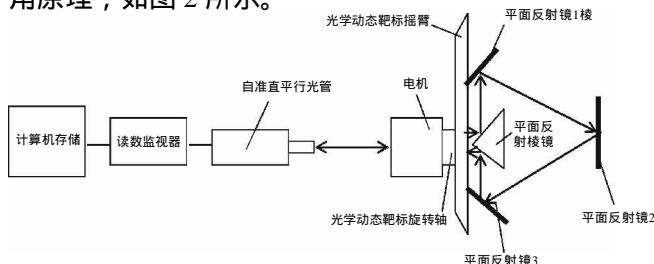 用原理，如图 2 所示。
光学动态靶标摇臂
平面反射镜1棱
自准直平行光管
电机
计算机存储
读数监视器
平面反
射棱镜
光学动态靶标旋转轴
平面反射镜2
平面反射镜3